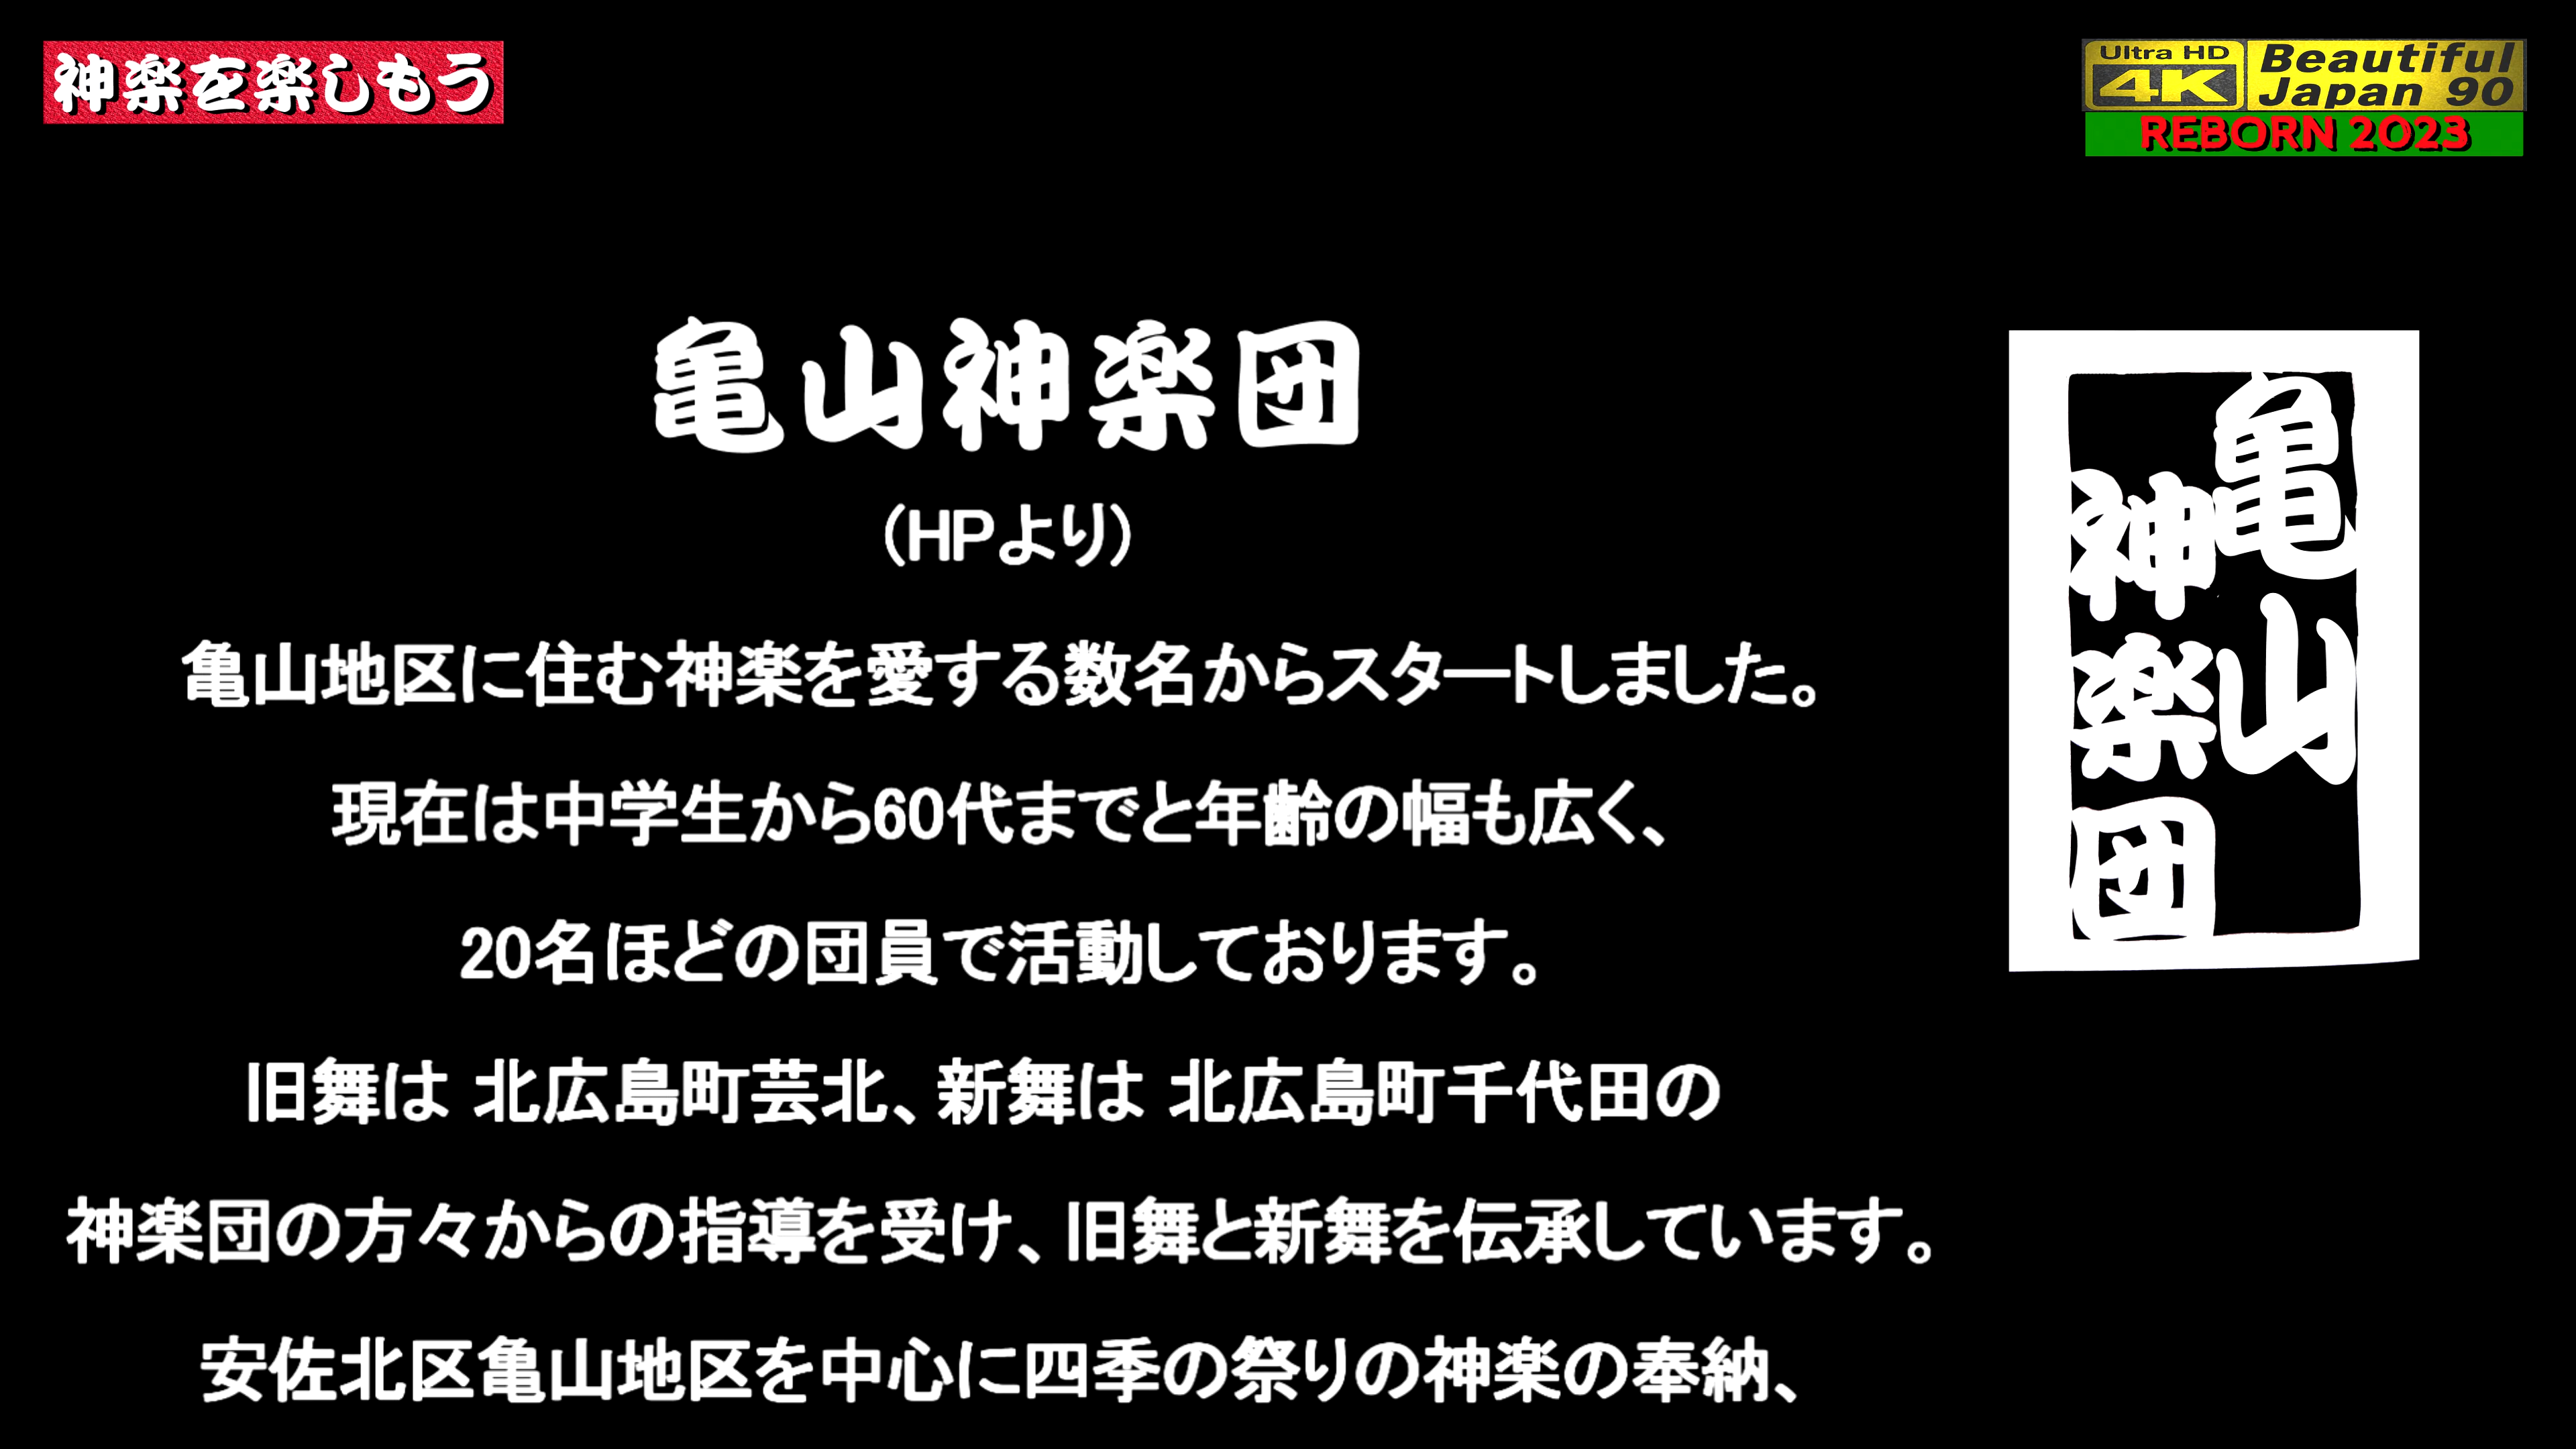 神楽を楽しもう
Ultra HD
4K
Beautiful
Japan 90
REBORN 2023
亀山神楽団
(HPより)
亀山地区に住む神楽を愛する数名からスタートしました。
現在は中学生から60代までと年齢の幅も広く、
20名ほどの団員で活動しております。
旧舞は 北広島町芸北、新舞は 北広島町千代田の
神楽団の方々からの指導を受け、旧舞と新舞を伝承しています。
安佐北区亀山地区を中心に四季の祭りの神楽の奉納、
亀山
神楽団